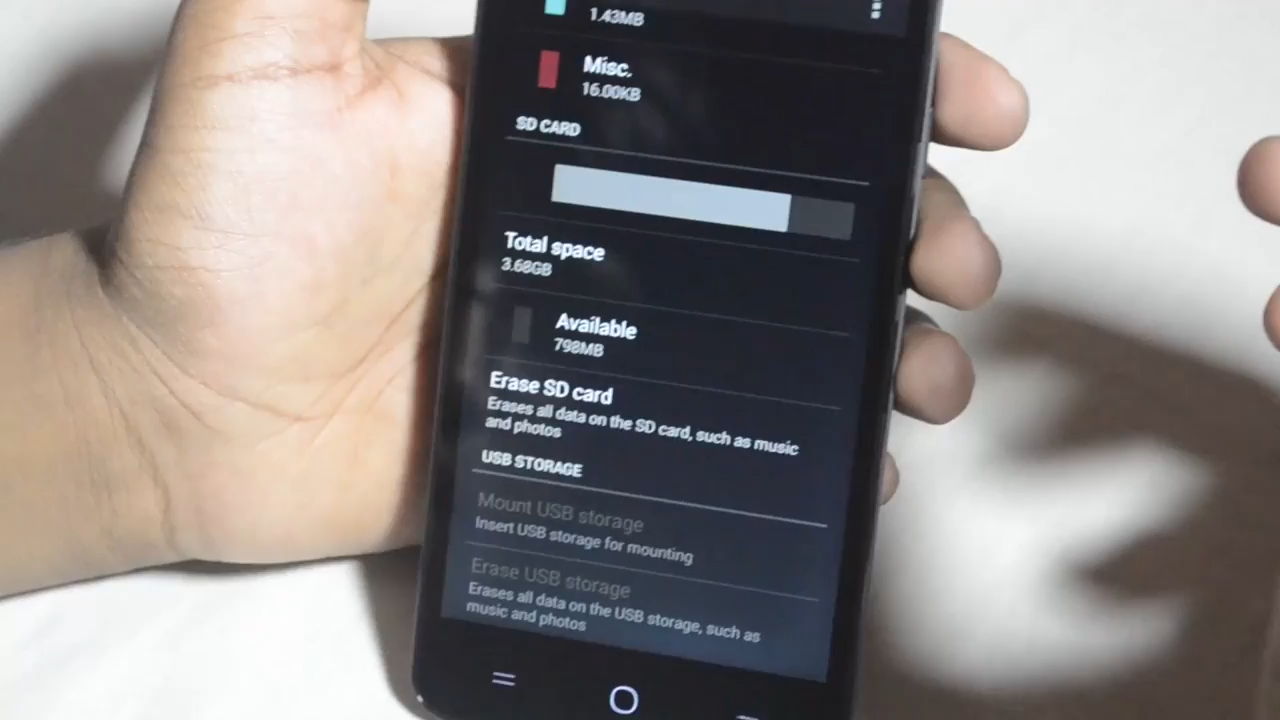 1.43MB
Misc.
16.00KB
SD CARD
Total space
3.68GB
Available
798MB
Erase SD card
Erases all data on the SD card, such as music
and photos
USB STORAGE
Mount USB storage
Insert USB storage for mounting
Erase USB storage
Erases all data on the USB storage, such as
music and photos